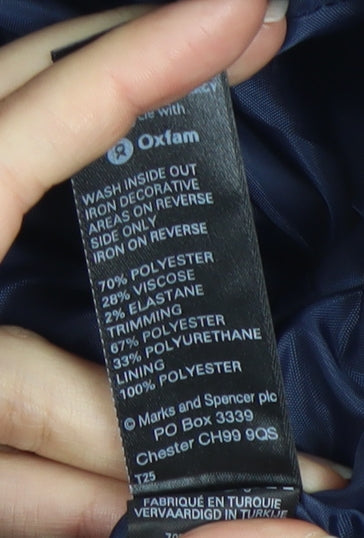 with
Oxfam
WASH INSIDE OUT
IRON DECORATIVE
AREAS ON REVERSE
SIDE ONLY
IRON ON REVERSE
70% POLYESTER
28% VISCOSE
2% ELASTANE
TRIMMING
67% POLYESTER
33% POLYURETHANE
LINING
100% POLYESTER
© Marks and Spencer plc
PO Box 3339
Chester CH99 9QS
T25
FABRIQUÉ EN TURQUIE
VERVAARDIGD IN TURKIJE